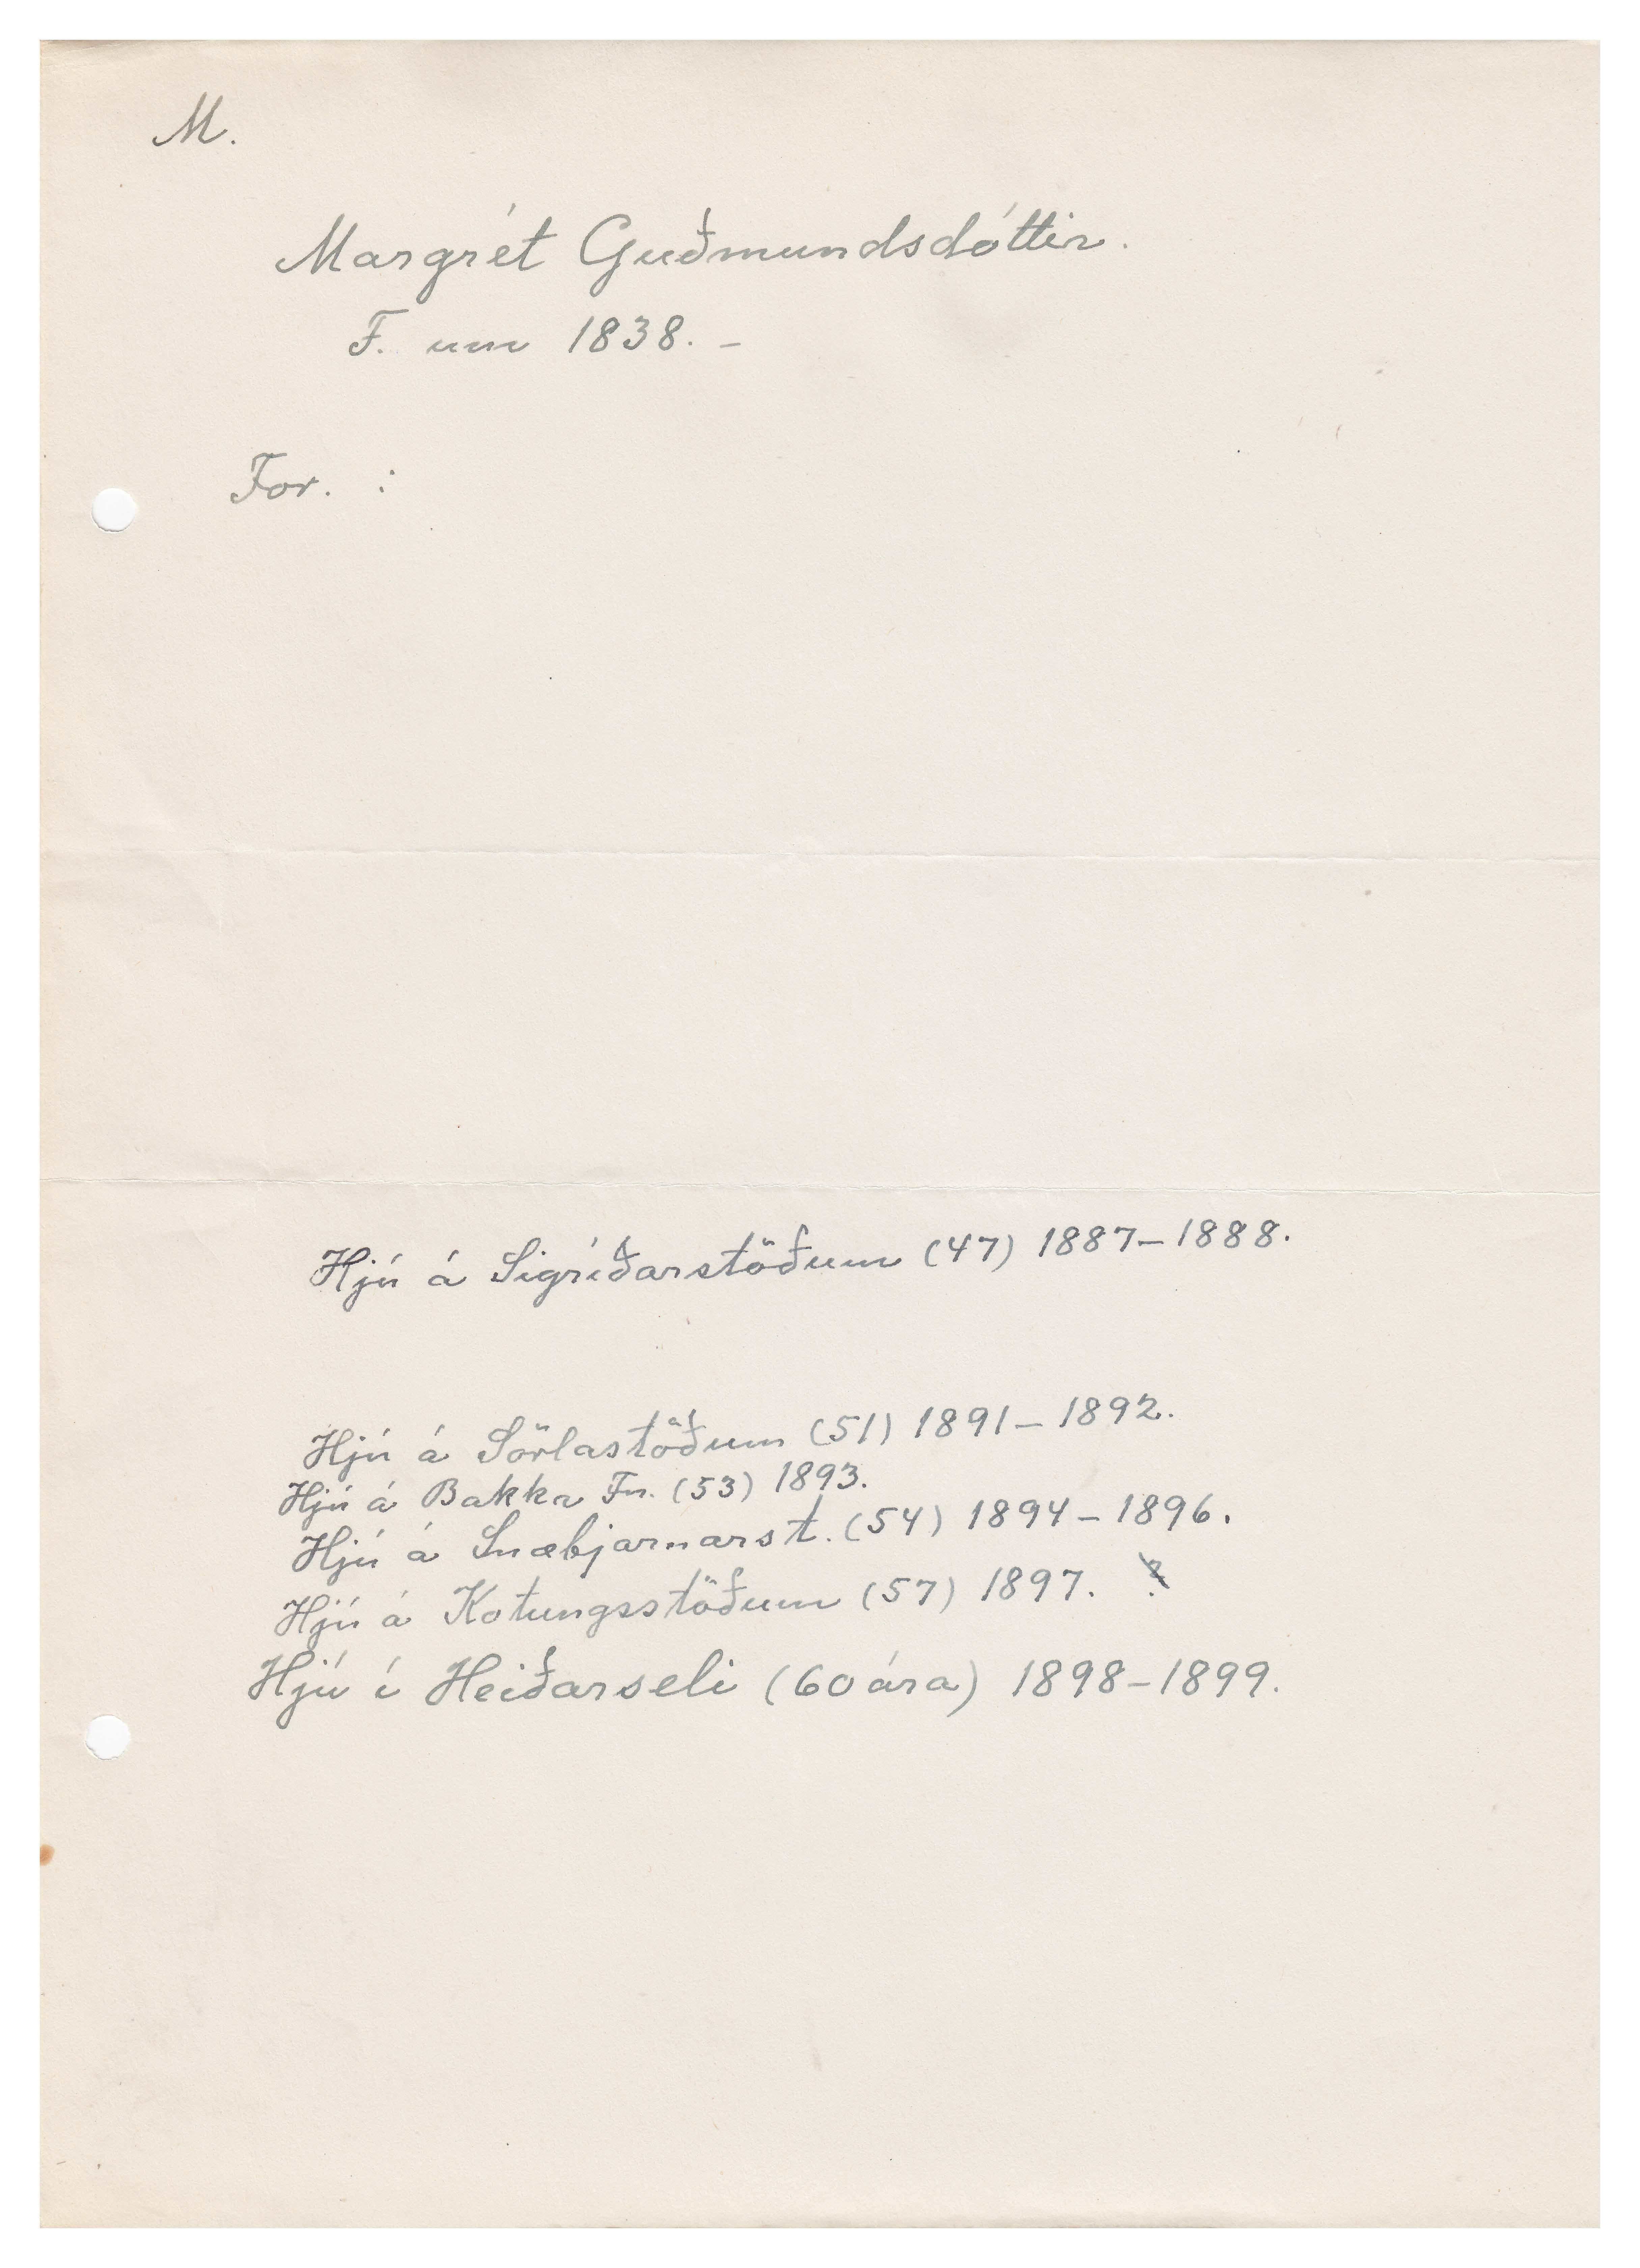 M.
Margrét Guðmundsdóttir.
F. um 1838. –
For. :
Hjú á Sigríðarstöðum (47) 1887–1888.
Hjú á Sörlastöðum (51) 1891–1892.
Hjú á Bakka Fn. (53) 1893.
Hjú á Snæbjarnarst. (54) 1894–1896.
Hjú á Kotungsstöðum (57) 1897.
Hjú í Heiðarseli (60 ára) 1898–1899.